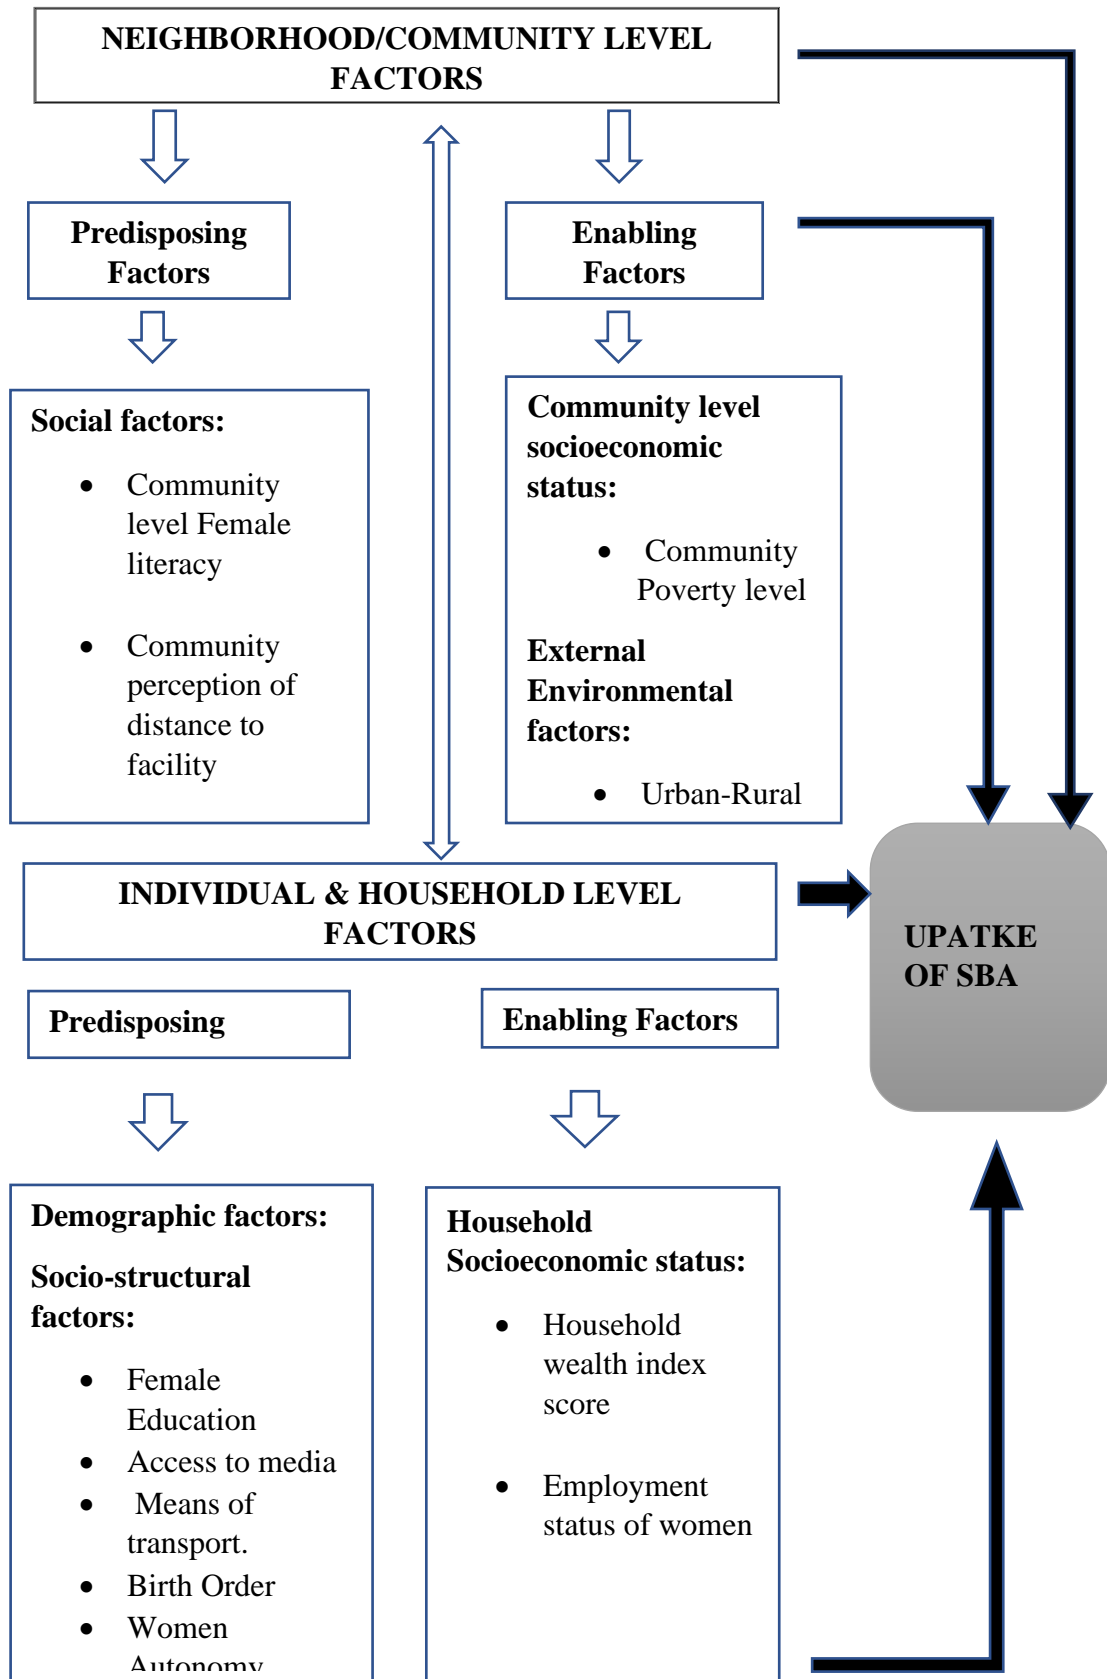 NEIGHBORHOOD/COMMUNITY LEVEL
FACTORS
Predisposing
Factors
Enabling
Factors
Social factors:
• Community
level Female
literacy
• Community
perception of
distance to
facility
Community level
socioeconomic
status:
• Community
Poverty level
External
Environmental
factors:
• Urban-Rural
INDIVIDUAL & HOUSEHOLD LEVEL
FACTORS
UPATKE
OF SBA
Predisposing
Enabling Factors
Demographic factors:
Socio-structural
factors:
• Female
Education
• Access to media
• Means of
transport.
• Birth Order
• Women
Autonomy
Household
Socioeconomic status:
• Household
wealth index
score
• Employment
status of women